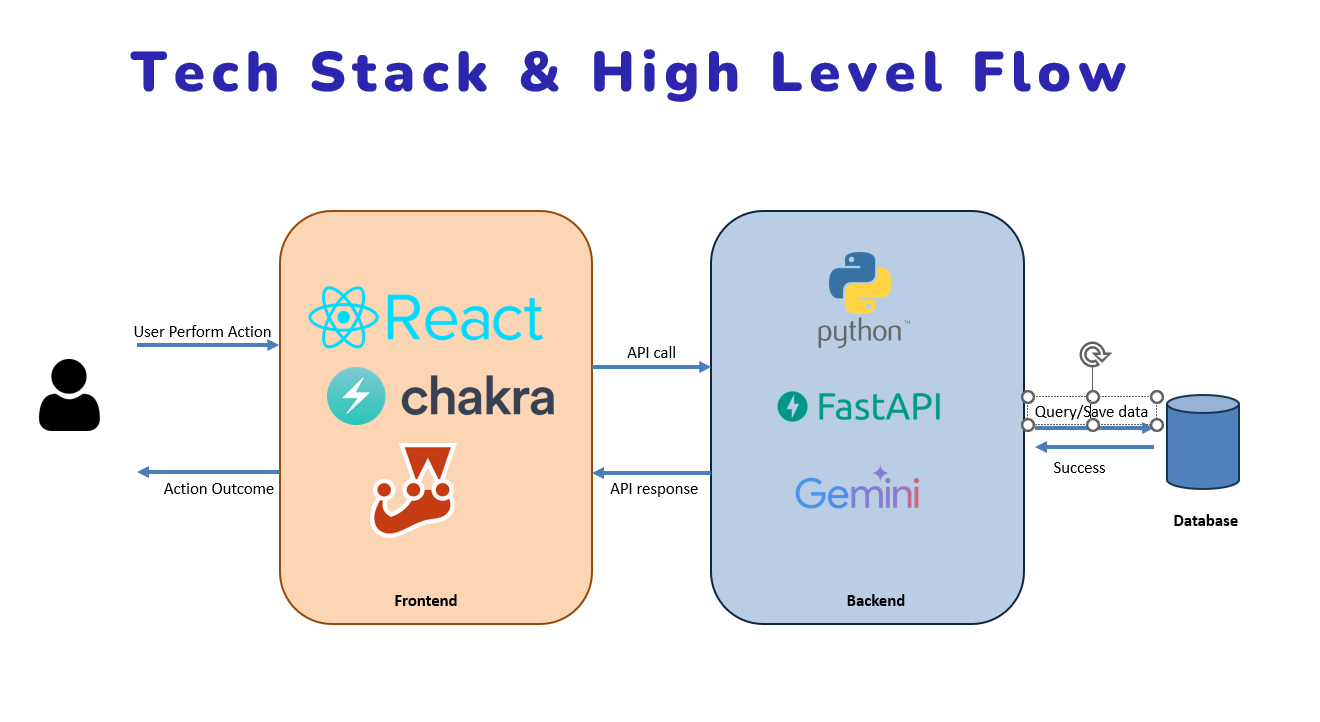 Tech Stack & High Level Flow
User Perform Action
Action Outcome
React
chakra
Frontend
API call
API response
python™
FastAPI
Gemini
Backend
Query/Save data
Success
Database